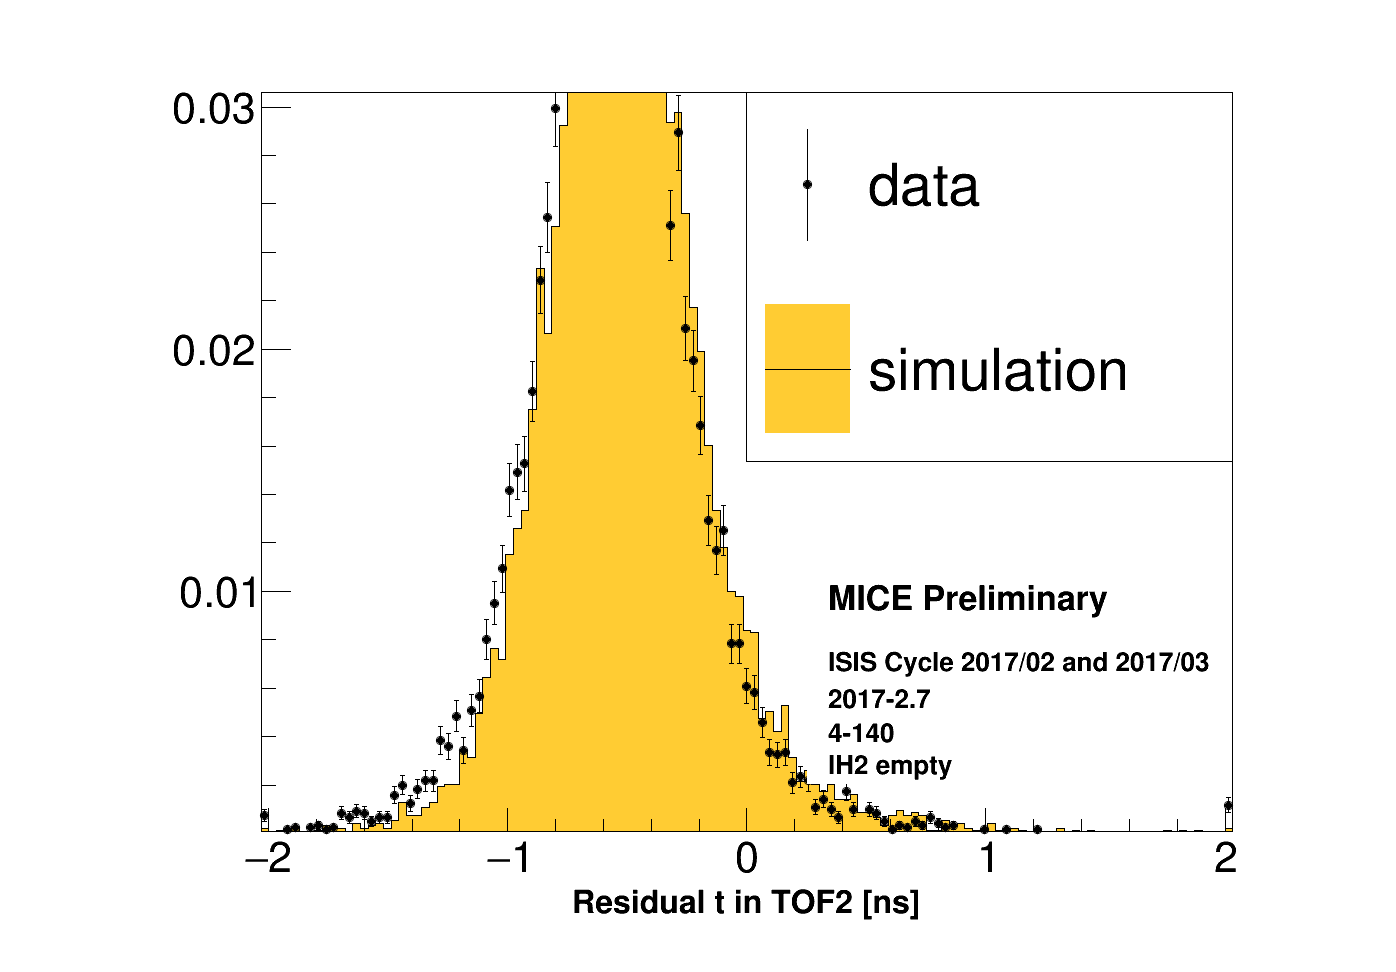 0.03
data
0.02
simulation
0.01
MICE Preliminary
ISIS Cycle 2017/02 and 2017/03
2017-2.7
4-140
IH2 empty
−2 −1 0 1 2
Residual t in TOF2 [ns]